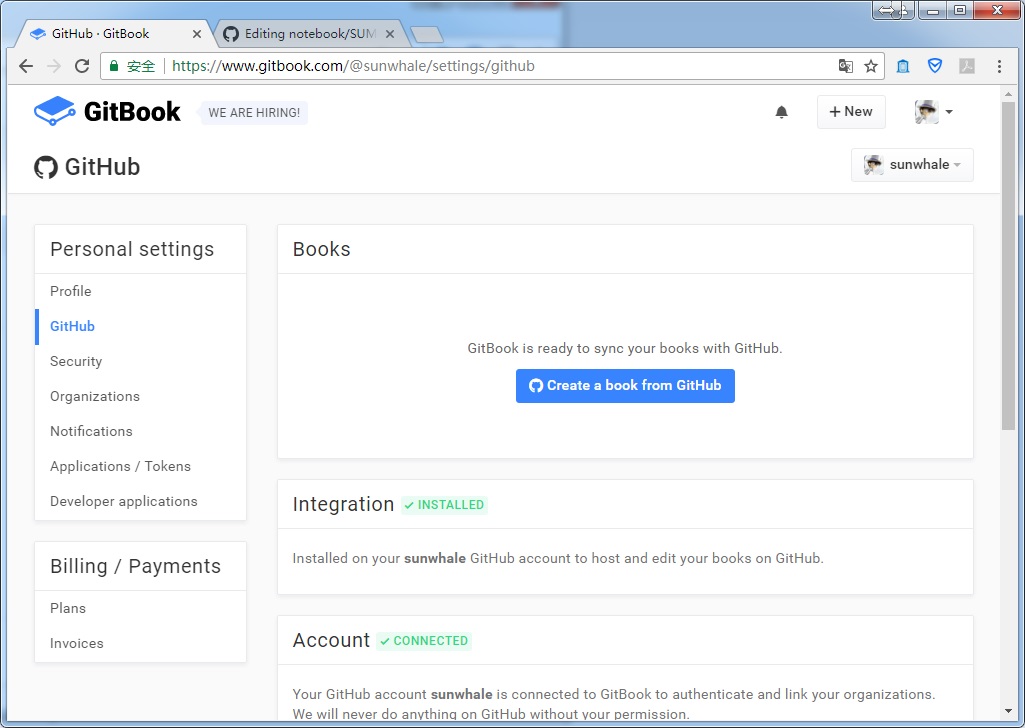 GitHub · GitBook
Editing notebook/SUM
安全
https://www.gitbook.com/@sunwhale/settings/github
GitBook
WE ARE HIRING!
+ New
GitHub
sunwhale
Personal settings
Profile
GitHub
Security
Organizations
Notifications
Applications / Tokens
Developer applications
Billing / Payments
Plans
Invoices
Books
GitBook is ready to sync your books with GitHub.
Create a book from GitHub
Integration ✓ INSTALLED
Installed on your sunwhale GitHub account to host and edit your books on GitHub.
Account ✓ CONNECTED
Your GitHub account sunwhale is connected to GitBook to authenticate and link your organizations.
We will never do anything on GitHub without your permission.